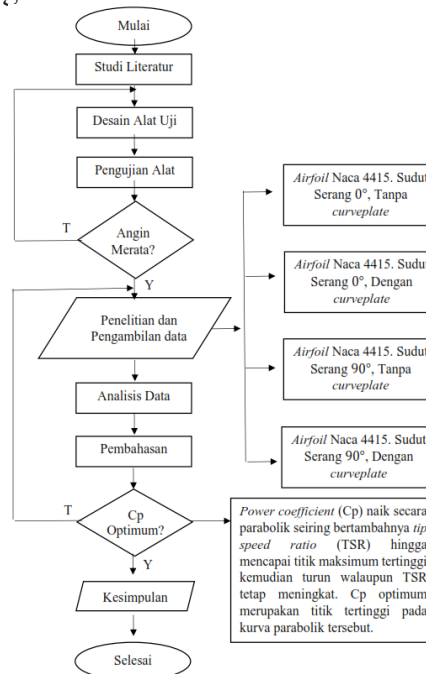 Mulai
Studi Literatur
Desain Alat Uji
Pengujian Alat
T
Angin
Merata?
Y
Penelitian dan
Pengambilan data
Airfoil Naca 4415. Sudut
Serang 0°, Tanpa
curveplate
Airfoil Naca 4415. Sudut
Serang 0°, Dengan
curveplate
Airfoil Naca 4415. Sudut
Serang 90°, Tanpa
curveplate
Airfoil Naca 4415. Sudut
Serang 90°, Dengan
curveplate
Analisis Data
Pembahasan
T
Cp
Optimum?
Y
Power coefficient (Cp) naik secara
parabolik seiring bertambahnya tip
speed ratio (TSR) hingga
mencapai titik maksimum tertinggi
kemudian turun walaupun TSR
tetap meningkat. Cp optimum
merupakan titik tertinggi pada
kurva parabolik tersebut.
Kesimpulan
Selesai